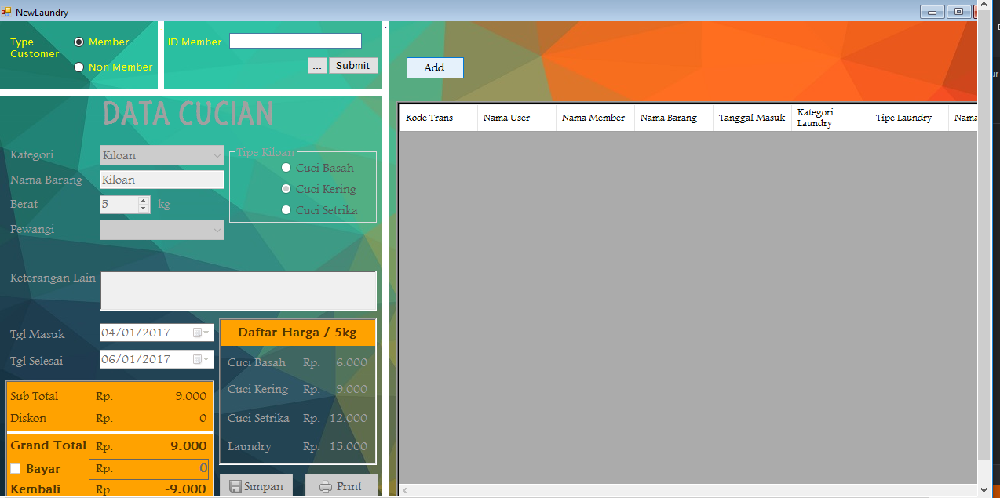 NewLaundry
Type
Customer
Member
Non Member
ID Member
...
Submit
Add
DATA CUCIAN
Kategori
Kiloan
Nama Barang
Kiloan
Berat
5
kg
Pewangi
Tipe Kiloan
Cuci Basah
Cuci Kering
Cuci Setrika
Keterangan Lain
Tgl Masuk
04/01/2017
Tgl Selesai
06/01/2017
Daftar Harga / 5kg
Cuci Basah Rp. 6.000
Cuci Kering Rp. 9.000
Cuci Setrika Rp. 12.000
Laundry Rp. 15.000
Sub Total Rp. 9.000
Diskon Rp. 0
Grand Total Rp. 9.000
Bayar Rp. 0
Kembali Rp. -9.000
Simpan
Print
Kode Trans
Nama User
Nama Member
Nama Barang
Tanggal Masuk
Kategori
Laundry
Tipe Laundry
Nama